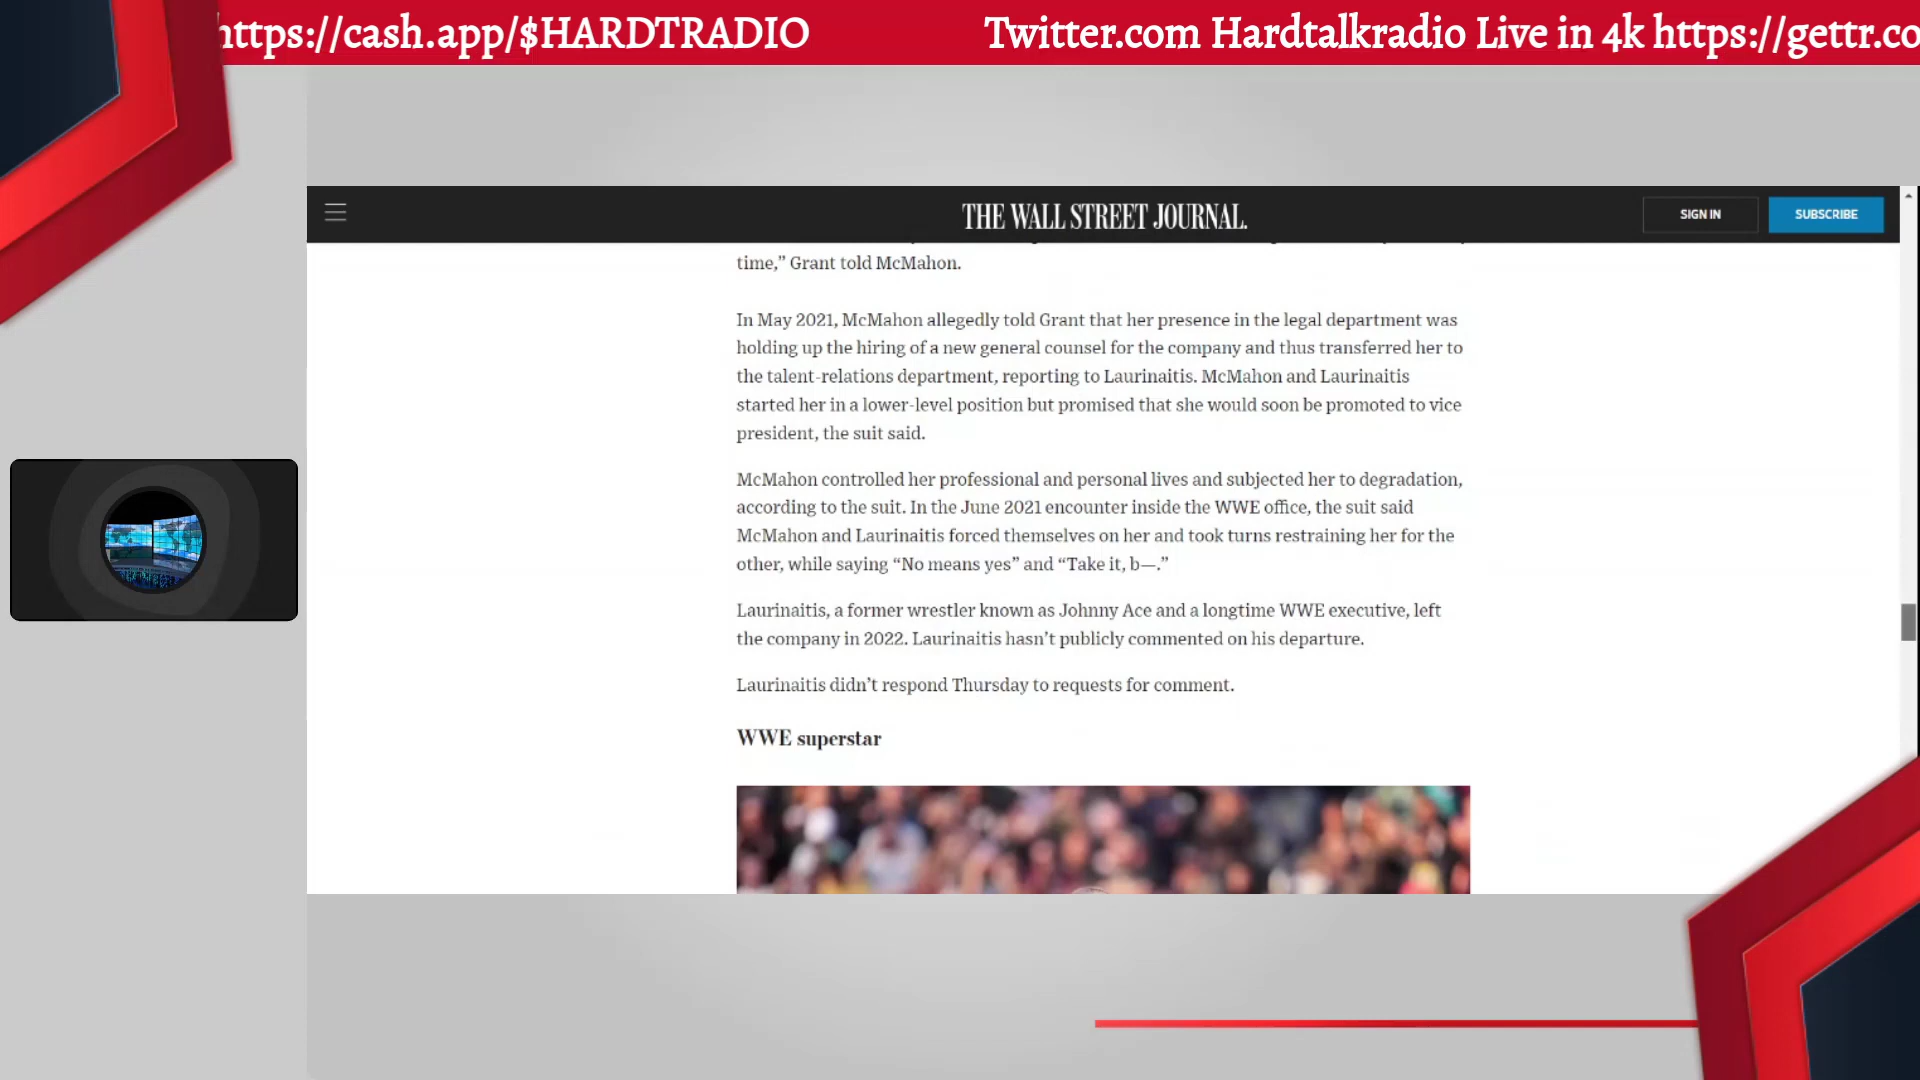 https://cash.app/$HARDTRADIO Twitter.com Hardtalkradio Live in 4k https://gettr.co
THE WALL STREET JOURNAL.
SIGN IN
SUBSCRIBE
time,” Grant told McMahon.
In May 2021, McMahon allegedly told Grant that her presence in the legal department was
holding up the hiring of a new general counsel for the company and thus transferred her to
the talent-relations department, reporting to Laurinaitis. McMahon and Laurinaitis
started her in a lower-level position but promised that she would soon be promoted to vice
president, the suit said.
McMahon controlled her professional and personal lives and subjected her to degradation,
according to the suit. In the June 2021 encounter inside the WWE office, the suit said
McMahon and Laurinaitis forced themselves on her and took turns restraining her for the
other, while saying “No means yes” and “Take it, b—.”
Laurinaitis, a former wrestler known as Johnny Ace and a longtime WWE executive, left
the company in 2022. Laurinaitis hasn’t publicly commented on his departure.
Laurinaitis didn’t respond Thursday to requests for comment.
WWE superstar